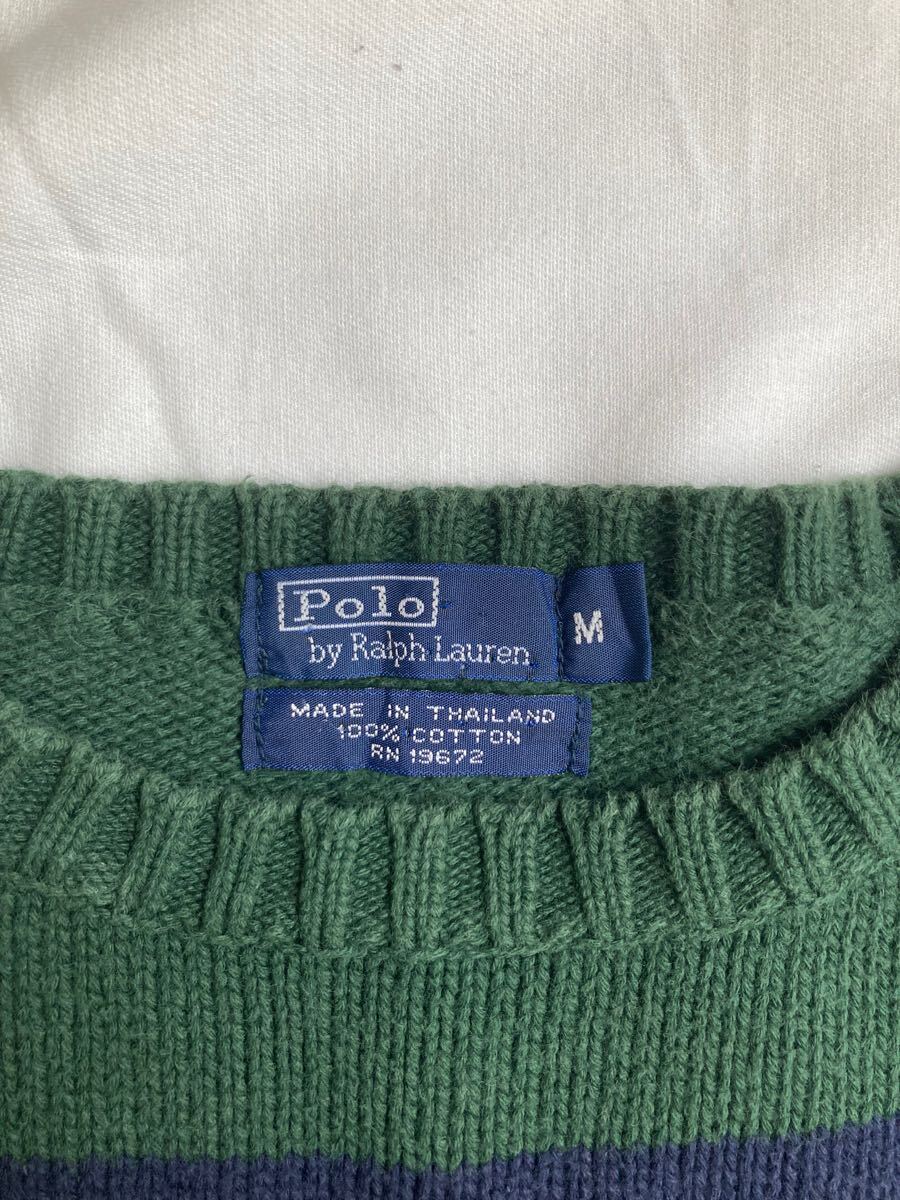 Polo
by Ralph Lauren
M
MADE IN THAILAND
100% COTTON
RN 19672